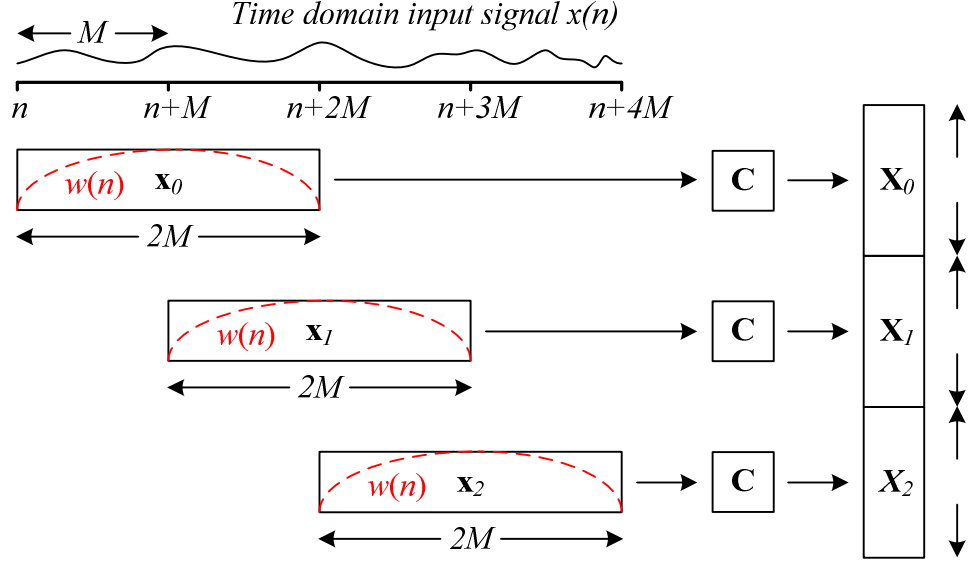 Time domain input signal x(n)
M
n n+M n+2M n+3M n+4M
w(n) x0 C X0
2M
w(n) x1 C X1
2M
w(n) x2 C X2
2M